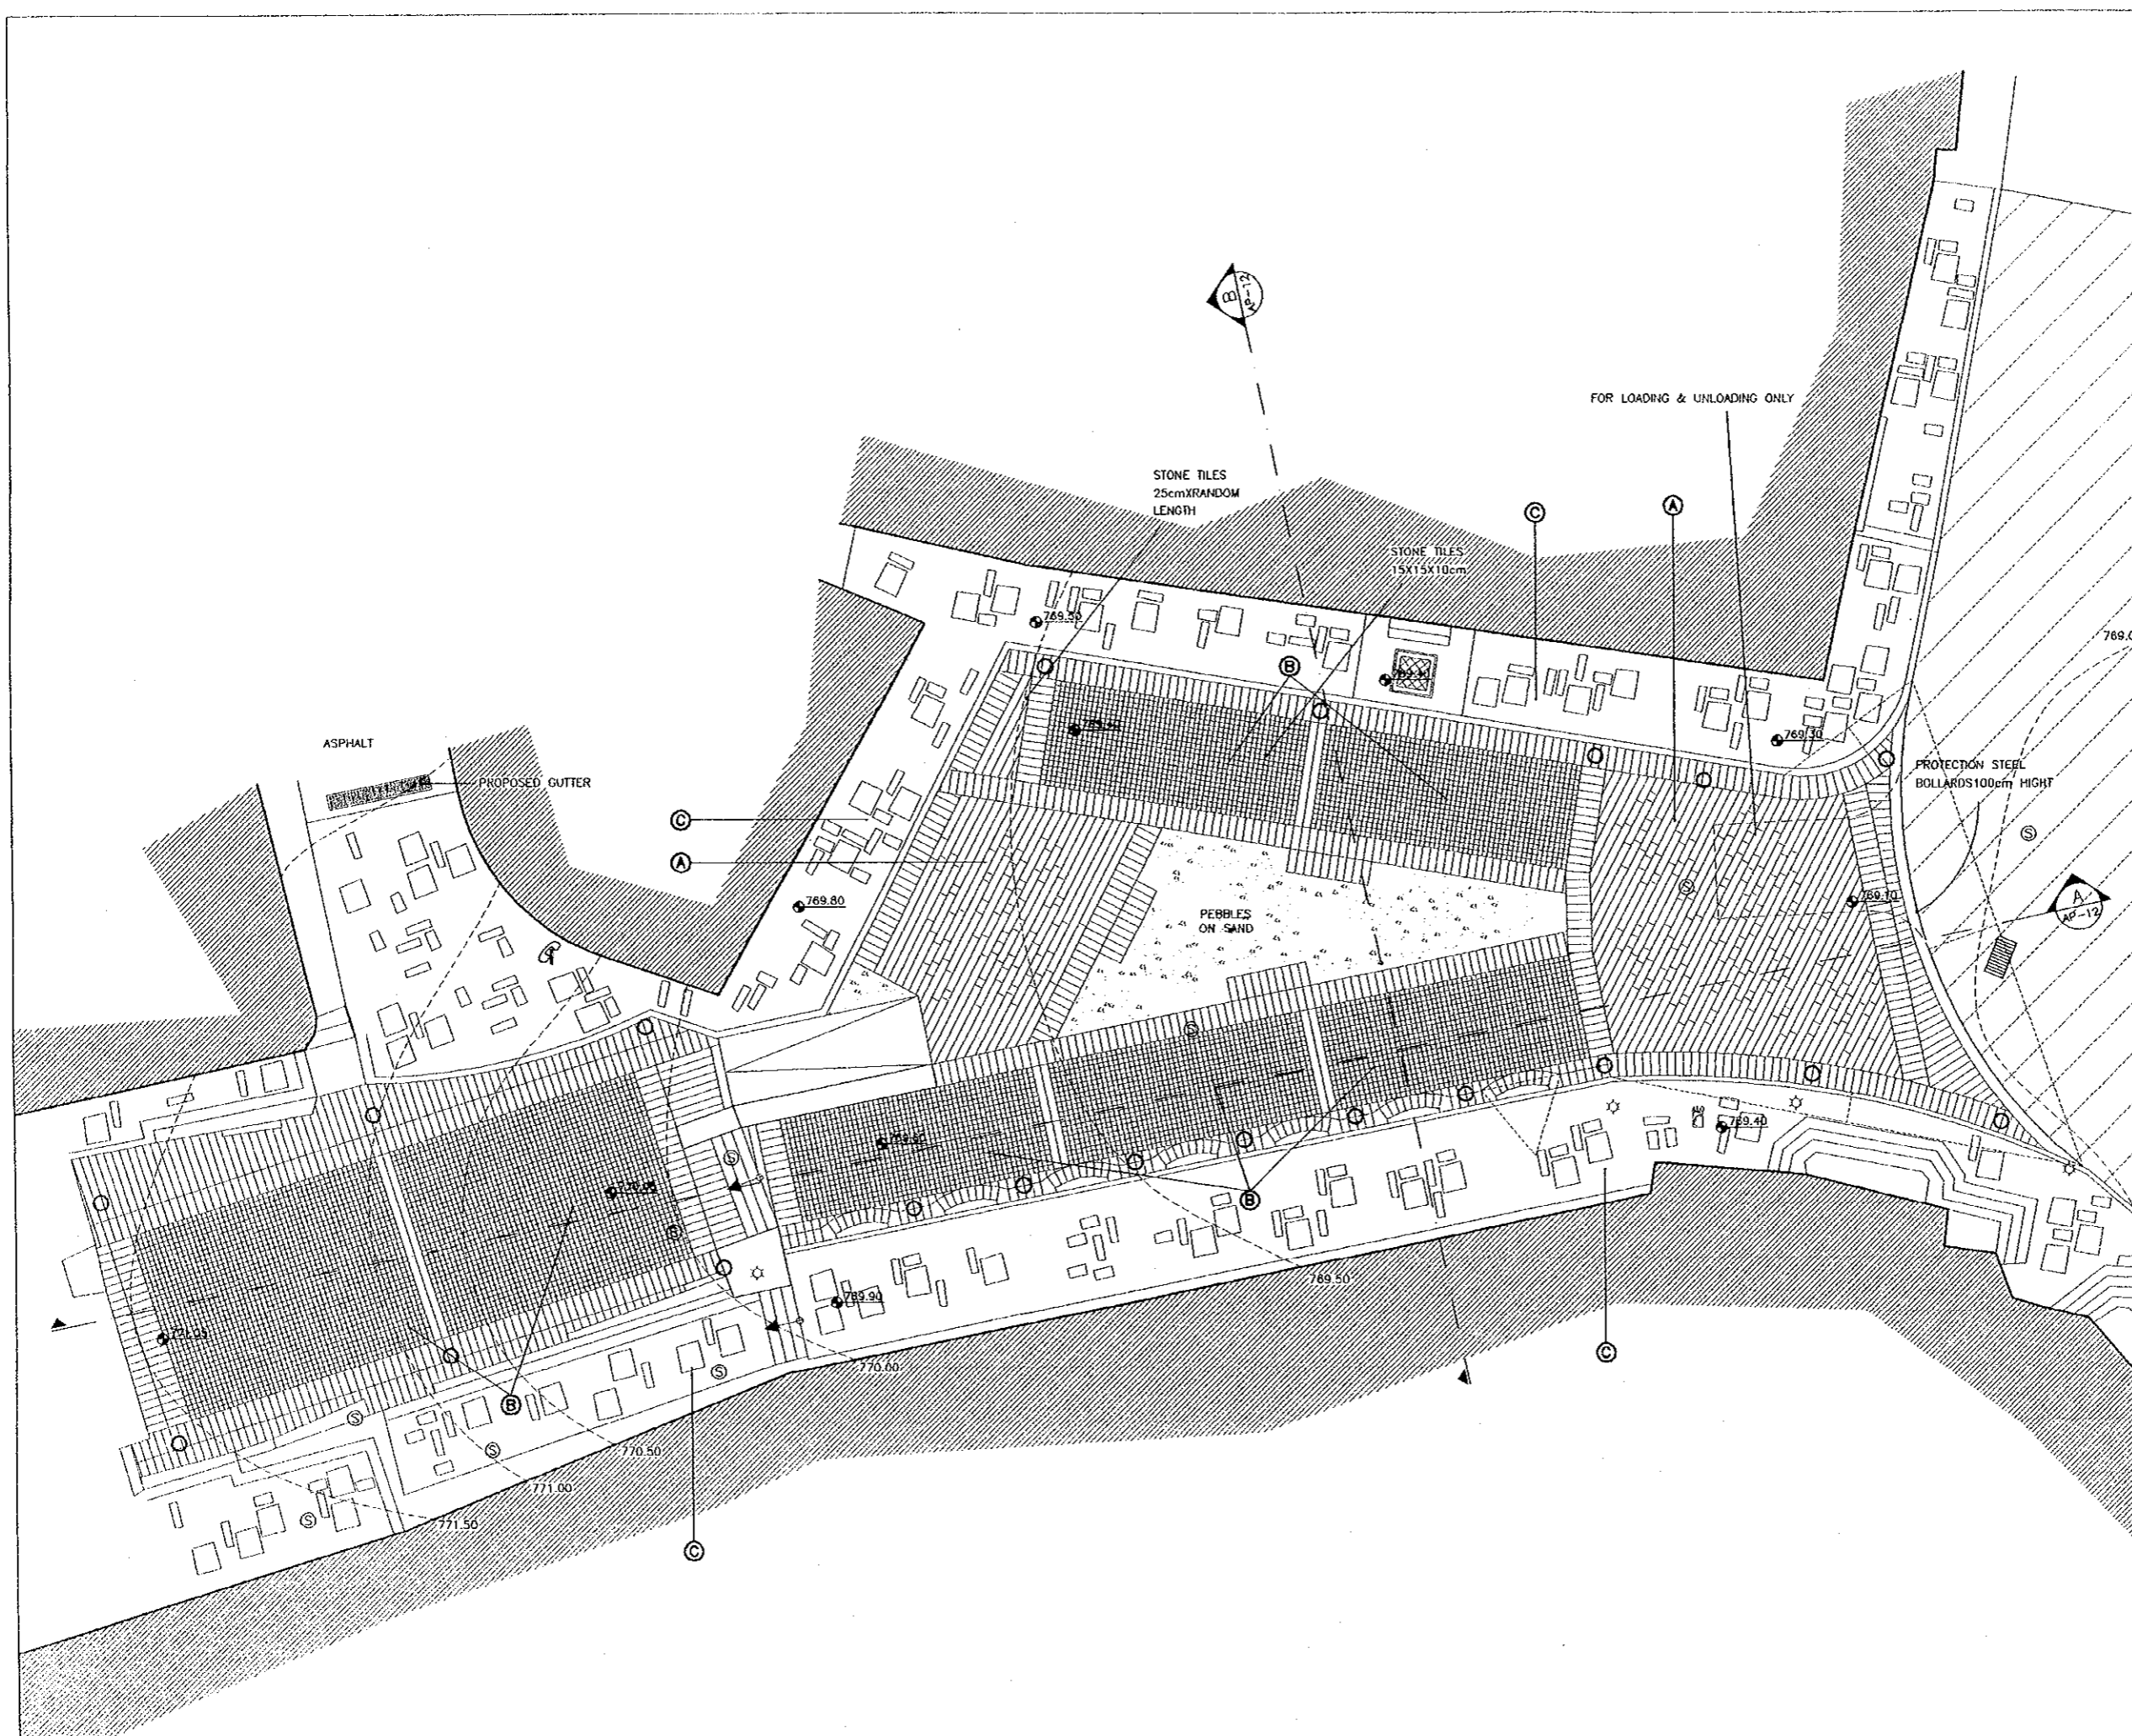 B
AP-12
FOR LOADING & UNLOADING ONLY
STONE TILES
25cmXRANDOM
LENGTH
C
A
STONE TILES
15X15X10cm
769.50
B
769.30
ASPHALT
PROPOSED GUTTER
PROTECTION STEEL
BOLLARDS100cm HIGHT
S
C
A
S
769.10
A
AP-12
769.80
PEBBLES
ON SAND
S
769.40
S
B
S
769.90
769.50
C
770.00
S
B
S
S
770.50
771.00
S
771.50
C